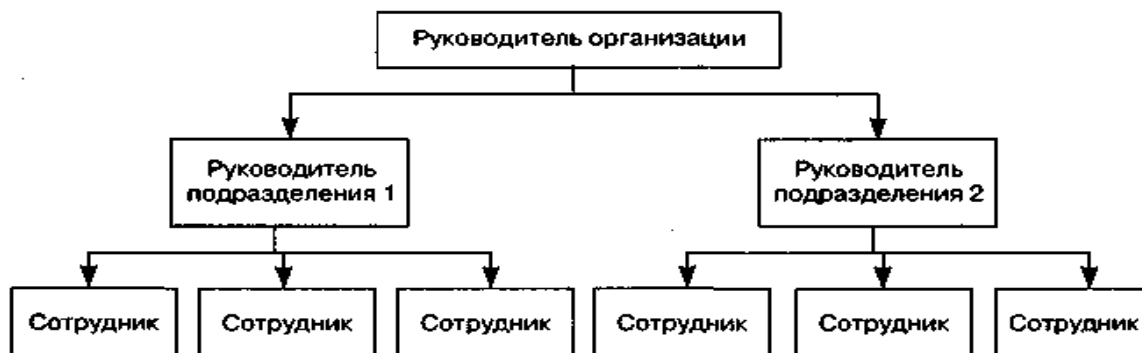 Руководитель организации
Руководитель
подразделения 1
Руководитель
подразделения 2
Сотрудник
Сотрудник
Сотрудник
Сотрудник
Сотрудник
Сотрудник